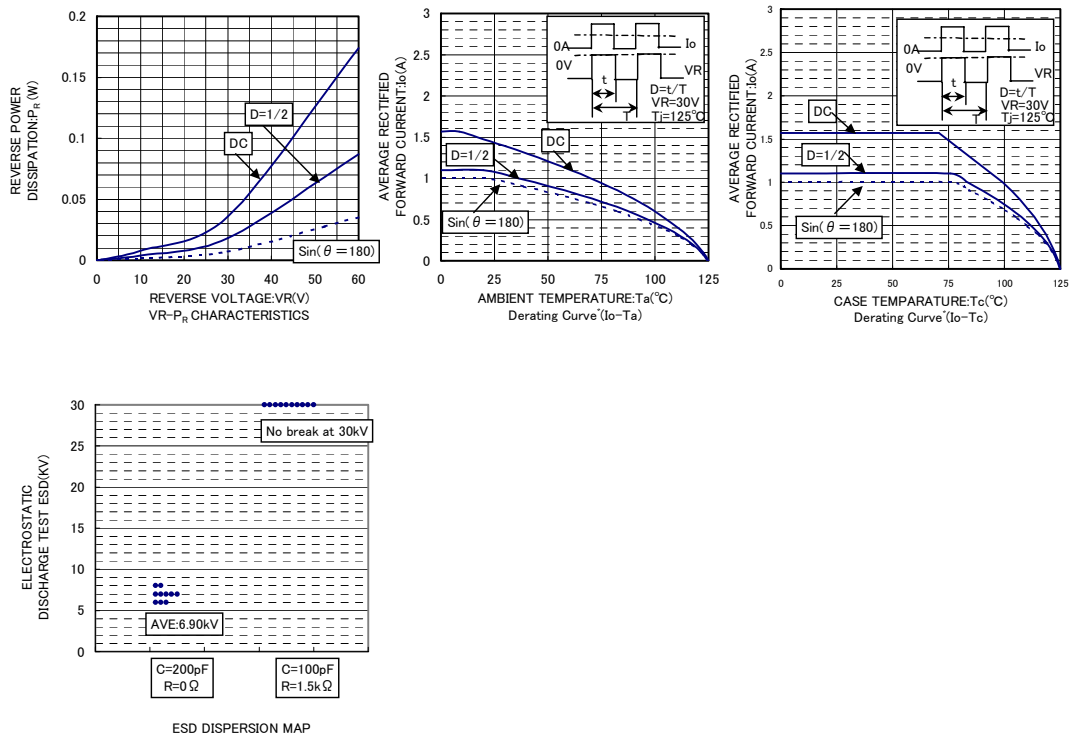 REVERSE POWER
DISSIPATION:PR (W)
0.2
0.15
0.1
0.05
0
D=1/2
DC
Sin(θ=180)
0
10
20
30
40
50
60
REVERSE VOLTAGE:VR(V)
VR-PR CHARACTERISTICS
AVERAGE RECTIFIED
FORWARD CURRENT:Io(A)
3
2.5
2
1.5
1
0.5
0
0A
0V
Io
VR
t
T
D=t/T
VR=30V
Tj=125℃
DC
D=1/2
Sin(θ=180)
0
25
50
75
100
125
AMBIENT TEMPERATURE:Ta(℃)
Derating Curve"(Io-Ta)
AVERAGE RECTIFIED
FORWARD CURRENT:Io(A)
3
2.5
2
1.5
1
0.5
0
0A
0V
Io
VR
t
T
D=t/T
VR=30V
Tj=125℃
DC
D=1/2
Sin(θ=180)
0
25
50
75
100
125
CASE TEMPARATURE:Tc(℃)
Derating Curve"(Io-Tc)
ELECTROSTATIC
DISCHARGE TEST ESD(KV)
30
25
20
15
10
5
0
No break at 30kV
AVE:6.90kV
C=200pF
R=0Ω
C=100pF
R=1.5kΩ
ESD DISPERSION MAP